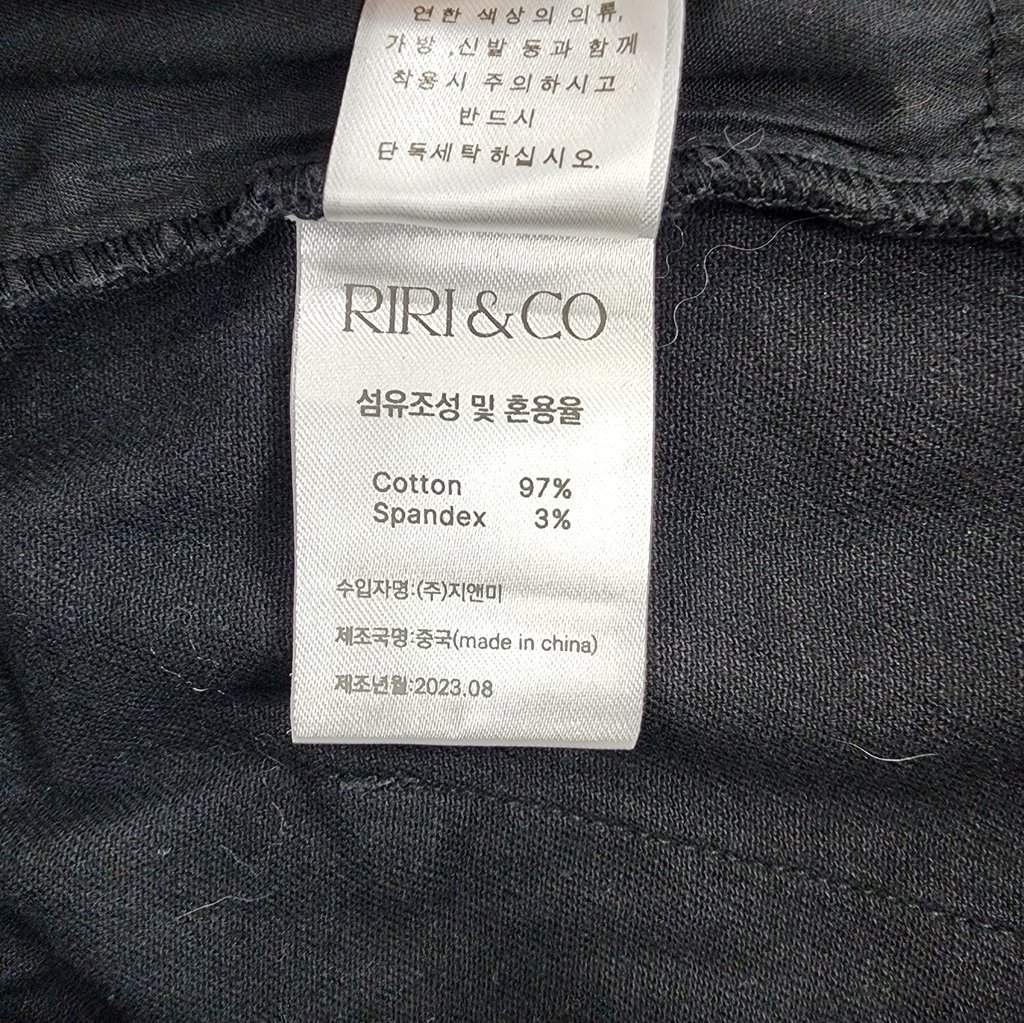 연한 색상의 의류,
가방 ,신발 등과 함께
착용시 주의하시고
반드시
단독세탁하십시오.
RIRI & CO
섬유조성 및 혼용율
Cotton 97%
Spandex 3%
수입자명:(주)지앤미
제조국명:중국(made in china)
제조년월:2023.08